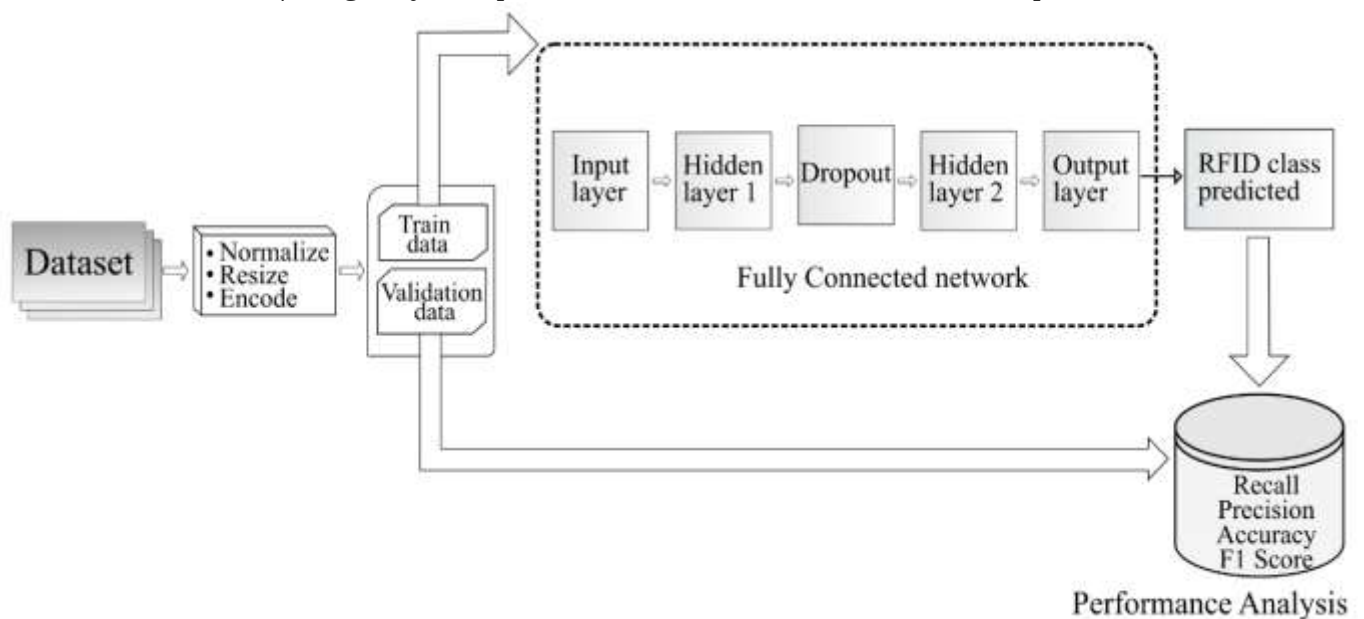 Dataset
• Normalize
• Resize
• Encode
Train
data
Validation
data
Input
layer
Hidden
layer 1
Dropout
Hidden
layer 2
Output
layer
Fully Connected network
RFID class
predicted
Recall
Precision
Accuracy
F1 Score
Performance Analysis